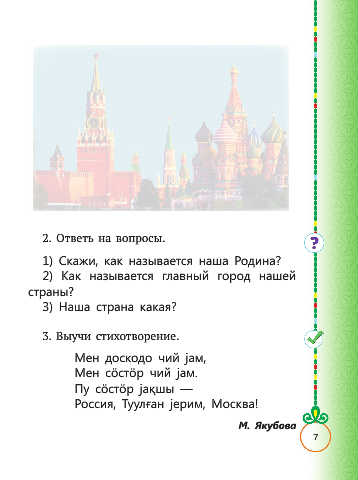 2. Ответь на вопросы.
1) Скажи, как называется наша Родина?
2) Как называется главный город нашей
страны?
3) Наша страна какая?
3. Выучи стихотворение.
Мен доскодо чий јам,
Мен сӧстӧр чий јам.
Пу сӧстӧр јақшы —
Россия, Туулған јерим, Москва!
М. Якубова
?
7